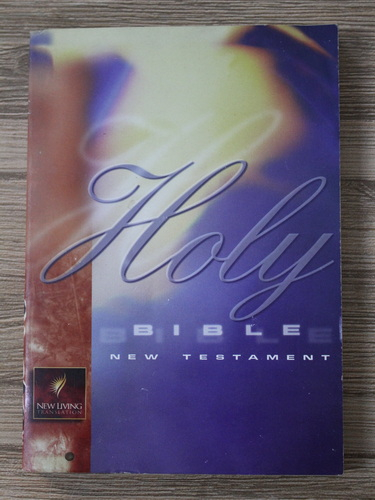 Holy
BIBLE
NEW TESTAMENT
NEW LIVING
TRANSLATION